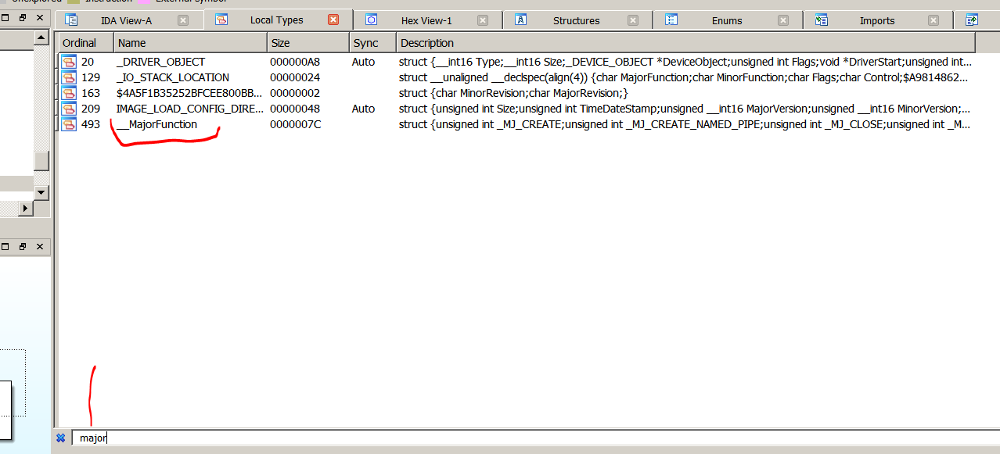 Unexplored Instruction External symbol
IDA View-A Local Types Hex View-1 Structures Enums Imports
Ordinal Name Size Sync Description
20 _DRIVER_OBJECT 000000A8 Auto struct {__int16 Type;__int16 Size;_DEVICE_OBJECT *DeviceObject;unsigned int Flags;void *DriverStart;unsigned int...
129 _IO_STACK_LOCATION 00000024 struct __unaligned __declspec(align(4)) {char MajorFunction;char MinorFunction;char Flags;char Control;$A9814862...
163 $4A5F1B35252BFCEE800BB... 00000002 struct {char MinorRevision;char MajorRevision;}
209 IMAGE_LOAD_CONFIG_DIRE... 00000048 Auto struct {unsigned int Size;unsigned int TimeDateStamp;unsigned __int16 MajorVersion;unsigned __int16 MinorVersion;...
493 __MajorFunction 0000007C struct {unsigned int _MJ_CREATE;unsigned int _MJ_CREATE_NAMED_PIPE;unsigned int _MJ_CLOSE;unsigned int _M...
major